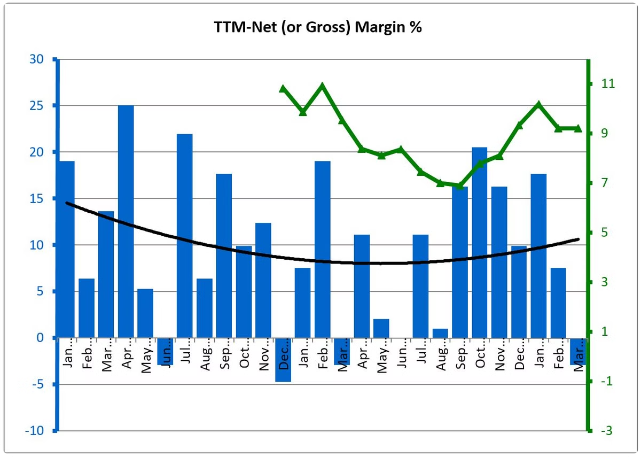 TTM-Net (or Gross) Margin %
30
25
20
15
10
5
0
-5
-10
11
9
7
5
3
1
-1
-3
Jan...
Feb...
Mar...
Apr...
May...
Jun...
Jul...
Aug...
Sep...
Oct...
Nov...
Dec...
Jan...
Feb...
Mar...
Apr...
May...
Jun...
Jul...
Aug...
Sep...
Oct...
Nov...
Dec...
Jan...
Feb...
Mar...